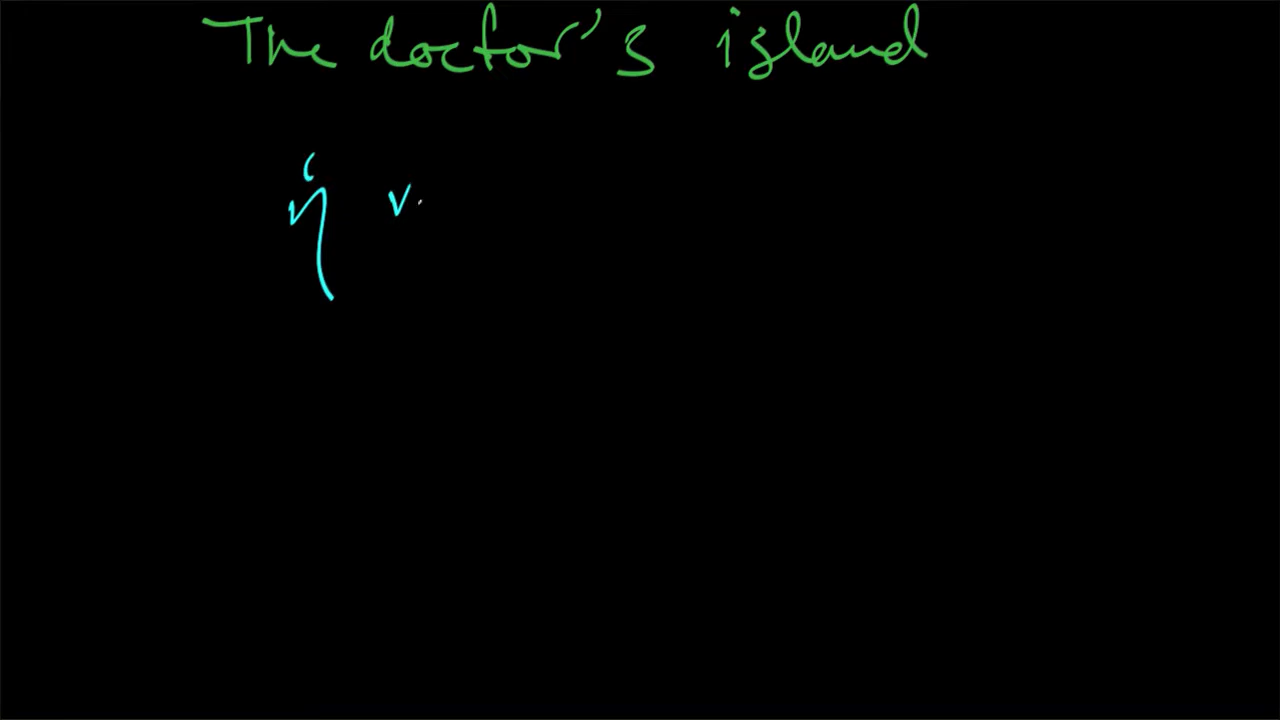 The doctor's island
ἡ ν